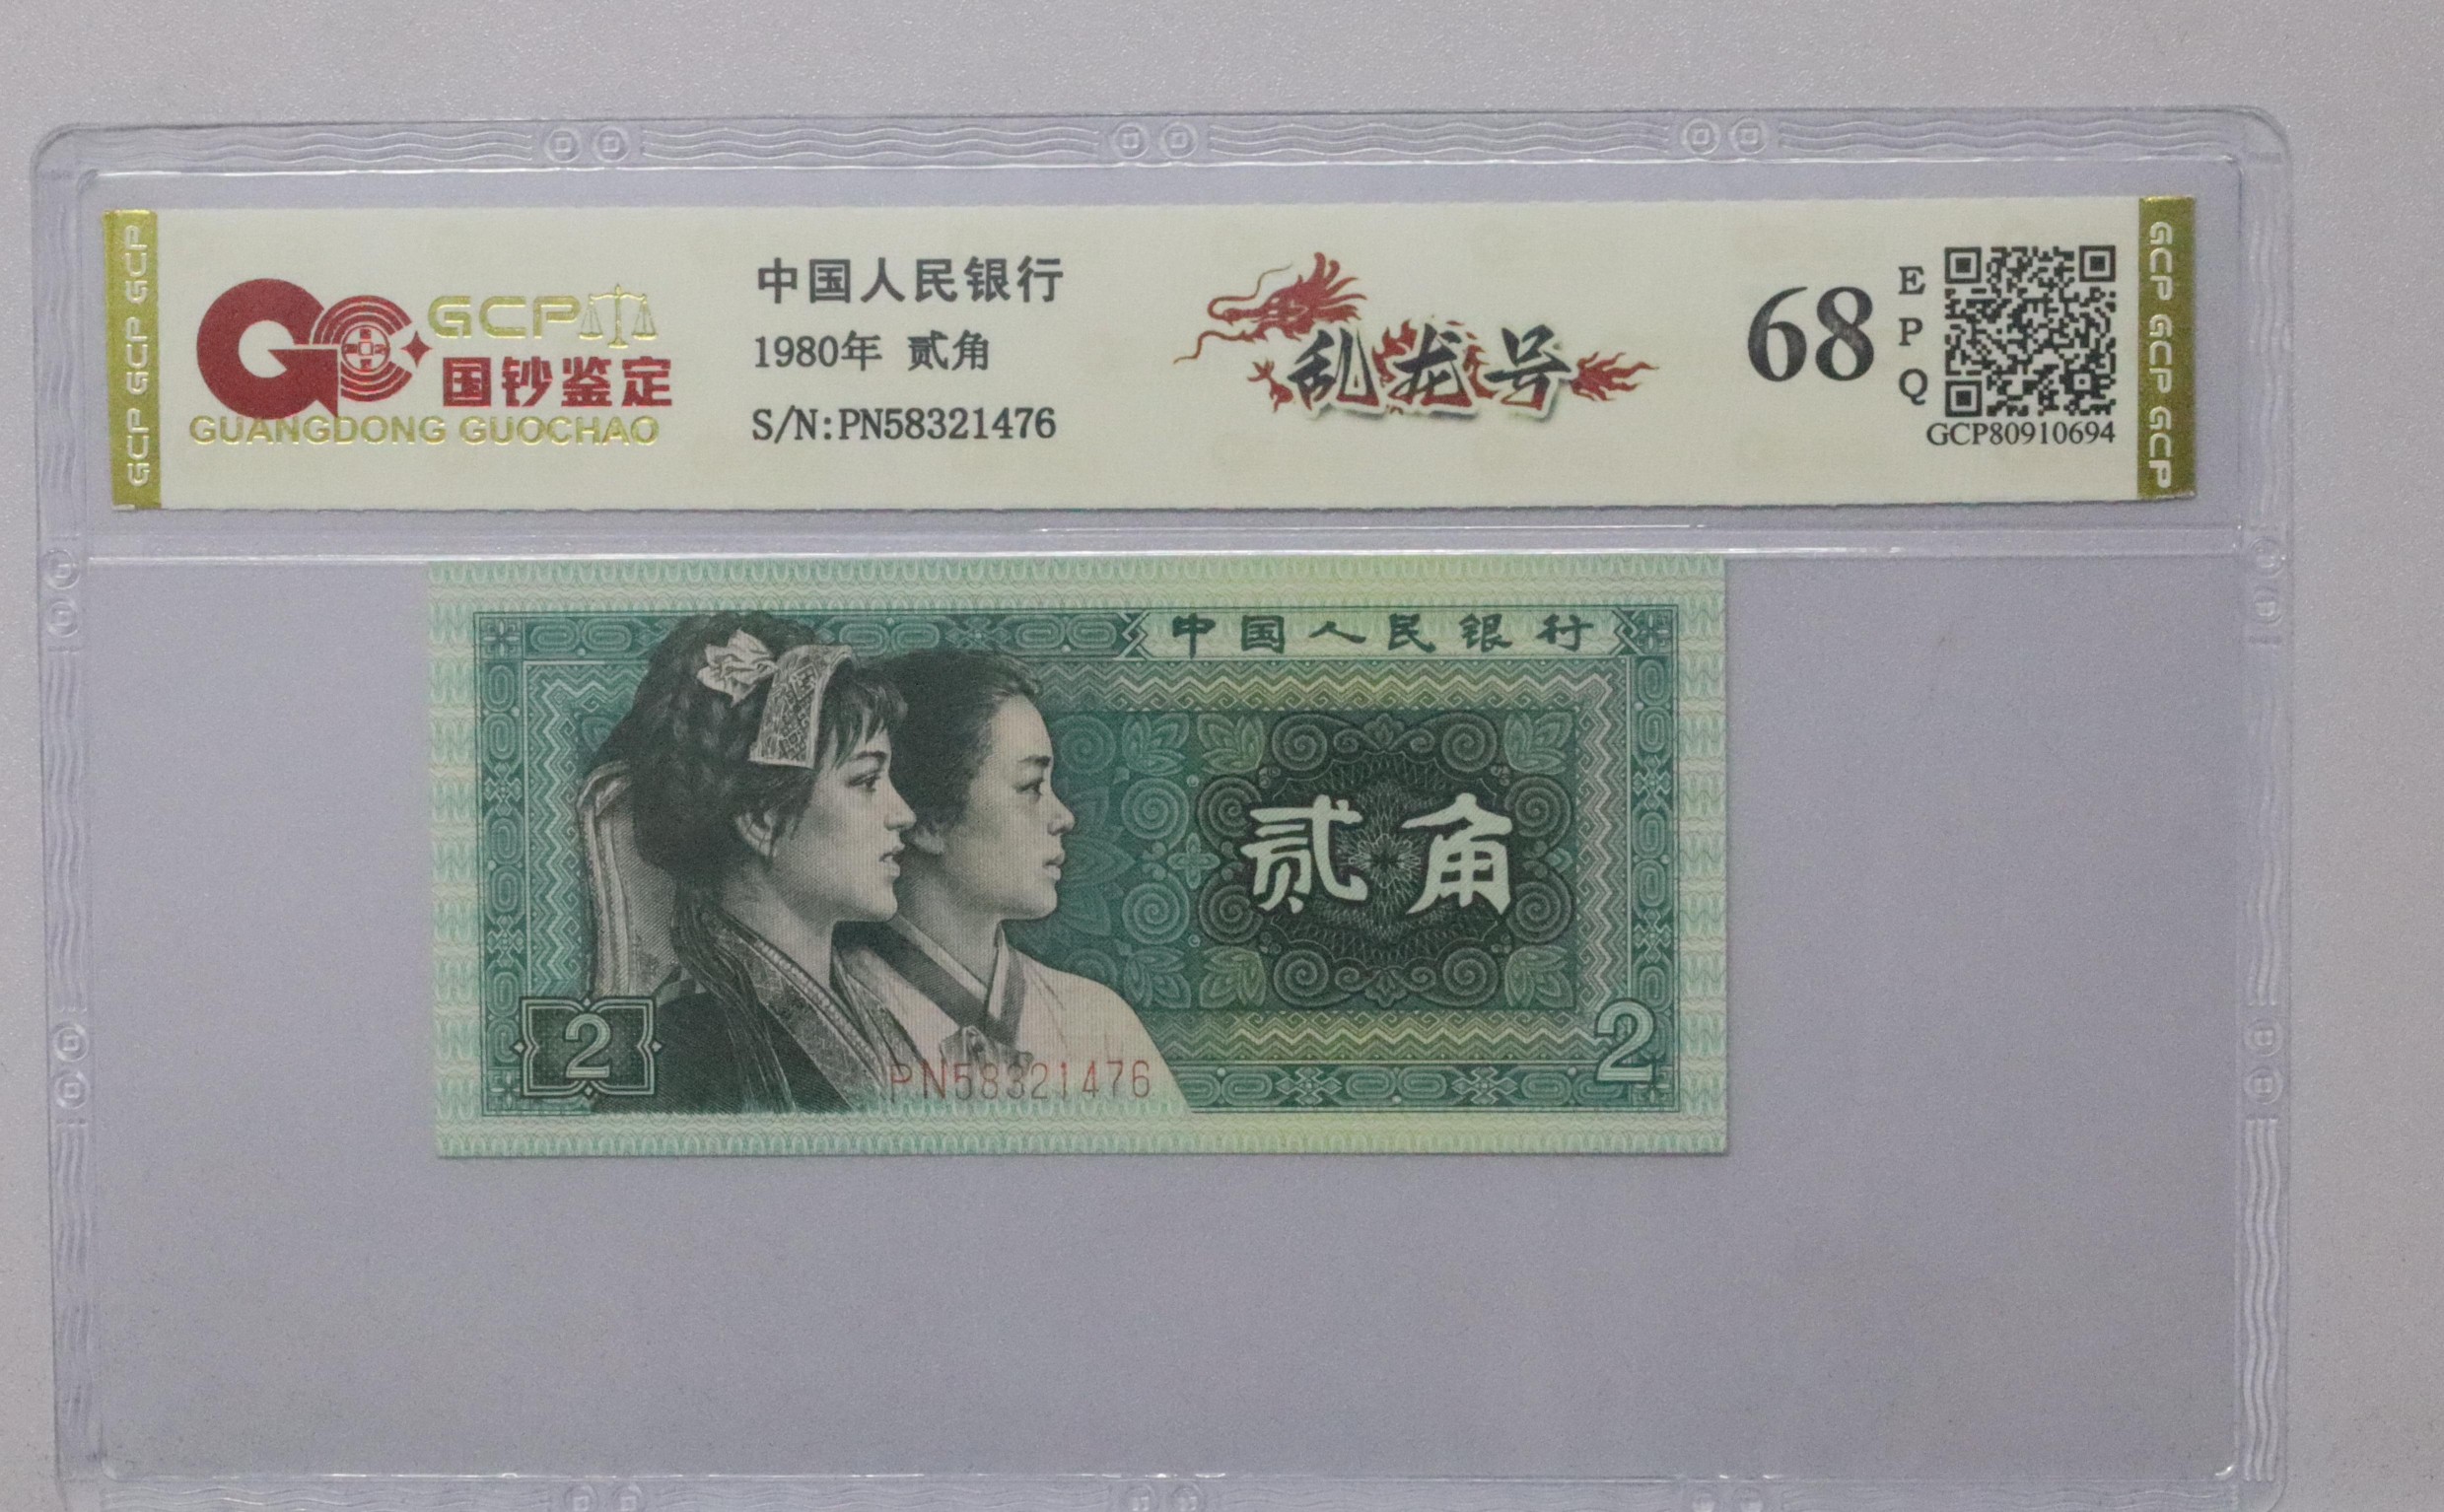 GCP GCP GCP
GCP
国钞鉴定
GUANGDONG GUOCHAO
中国人民银行
1980年 贰角
S/N:PN58321476
乱龙号
68
E
P
Q
GCP80910694
GCP GCP GCP GCP
中国人民银行
贰角
2
2
PN58321476